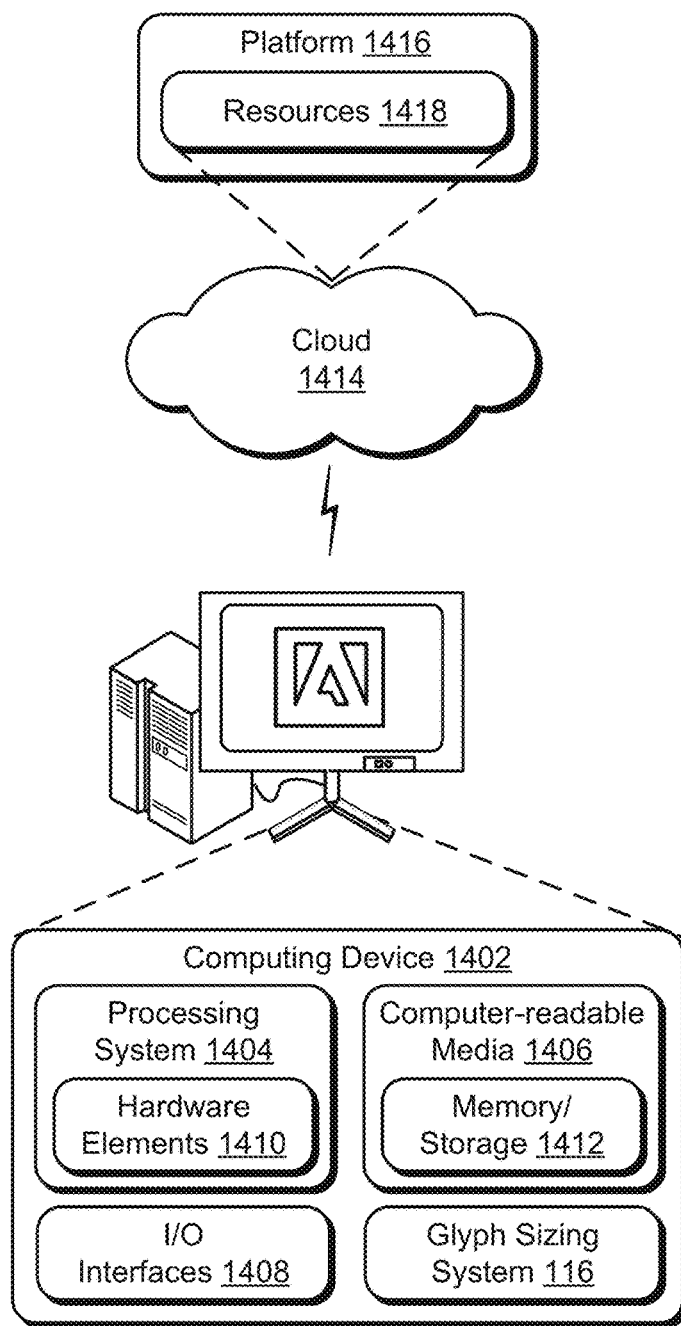 Platform 1416
Resources 1418
Cloud
1414
Computing Device 1402
Processing
System 1404
Hardware
Elements 1410
Computer-readable
Media 1406
Memory/
Storage 1412
I/O
Interfaces 1408
Glyph Sizing
System 116